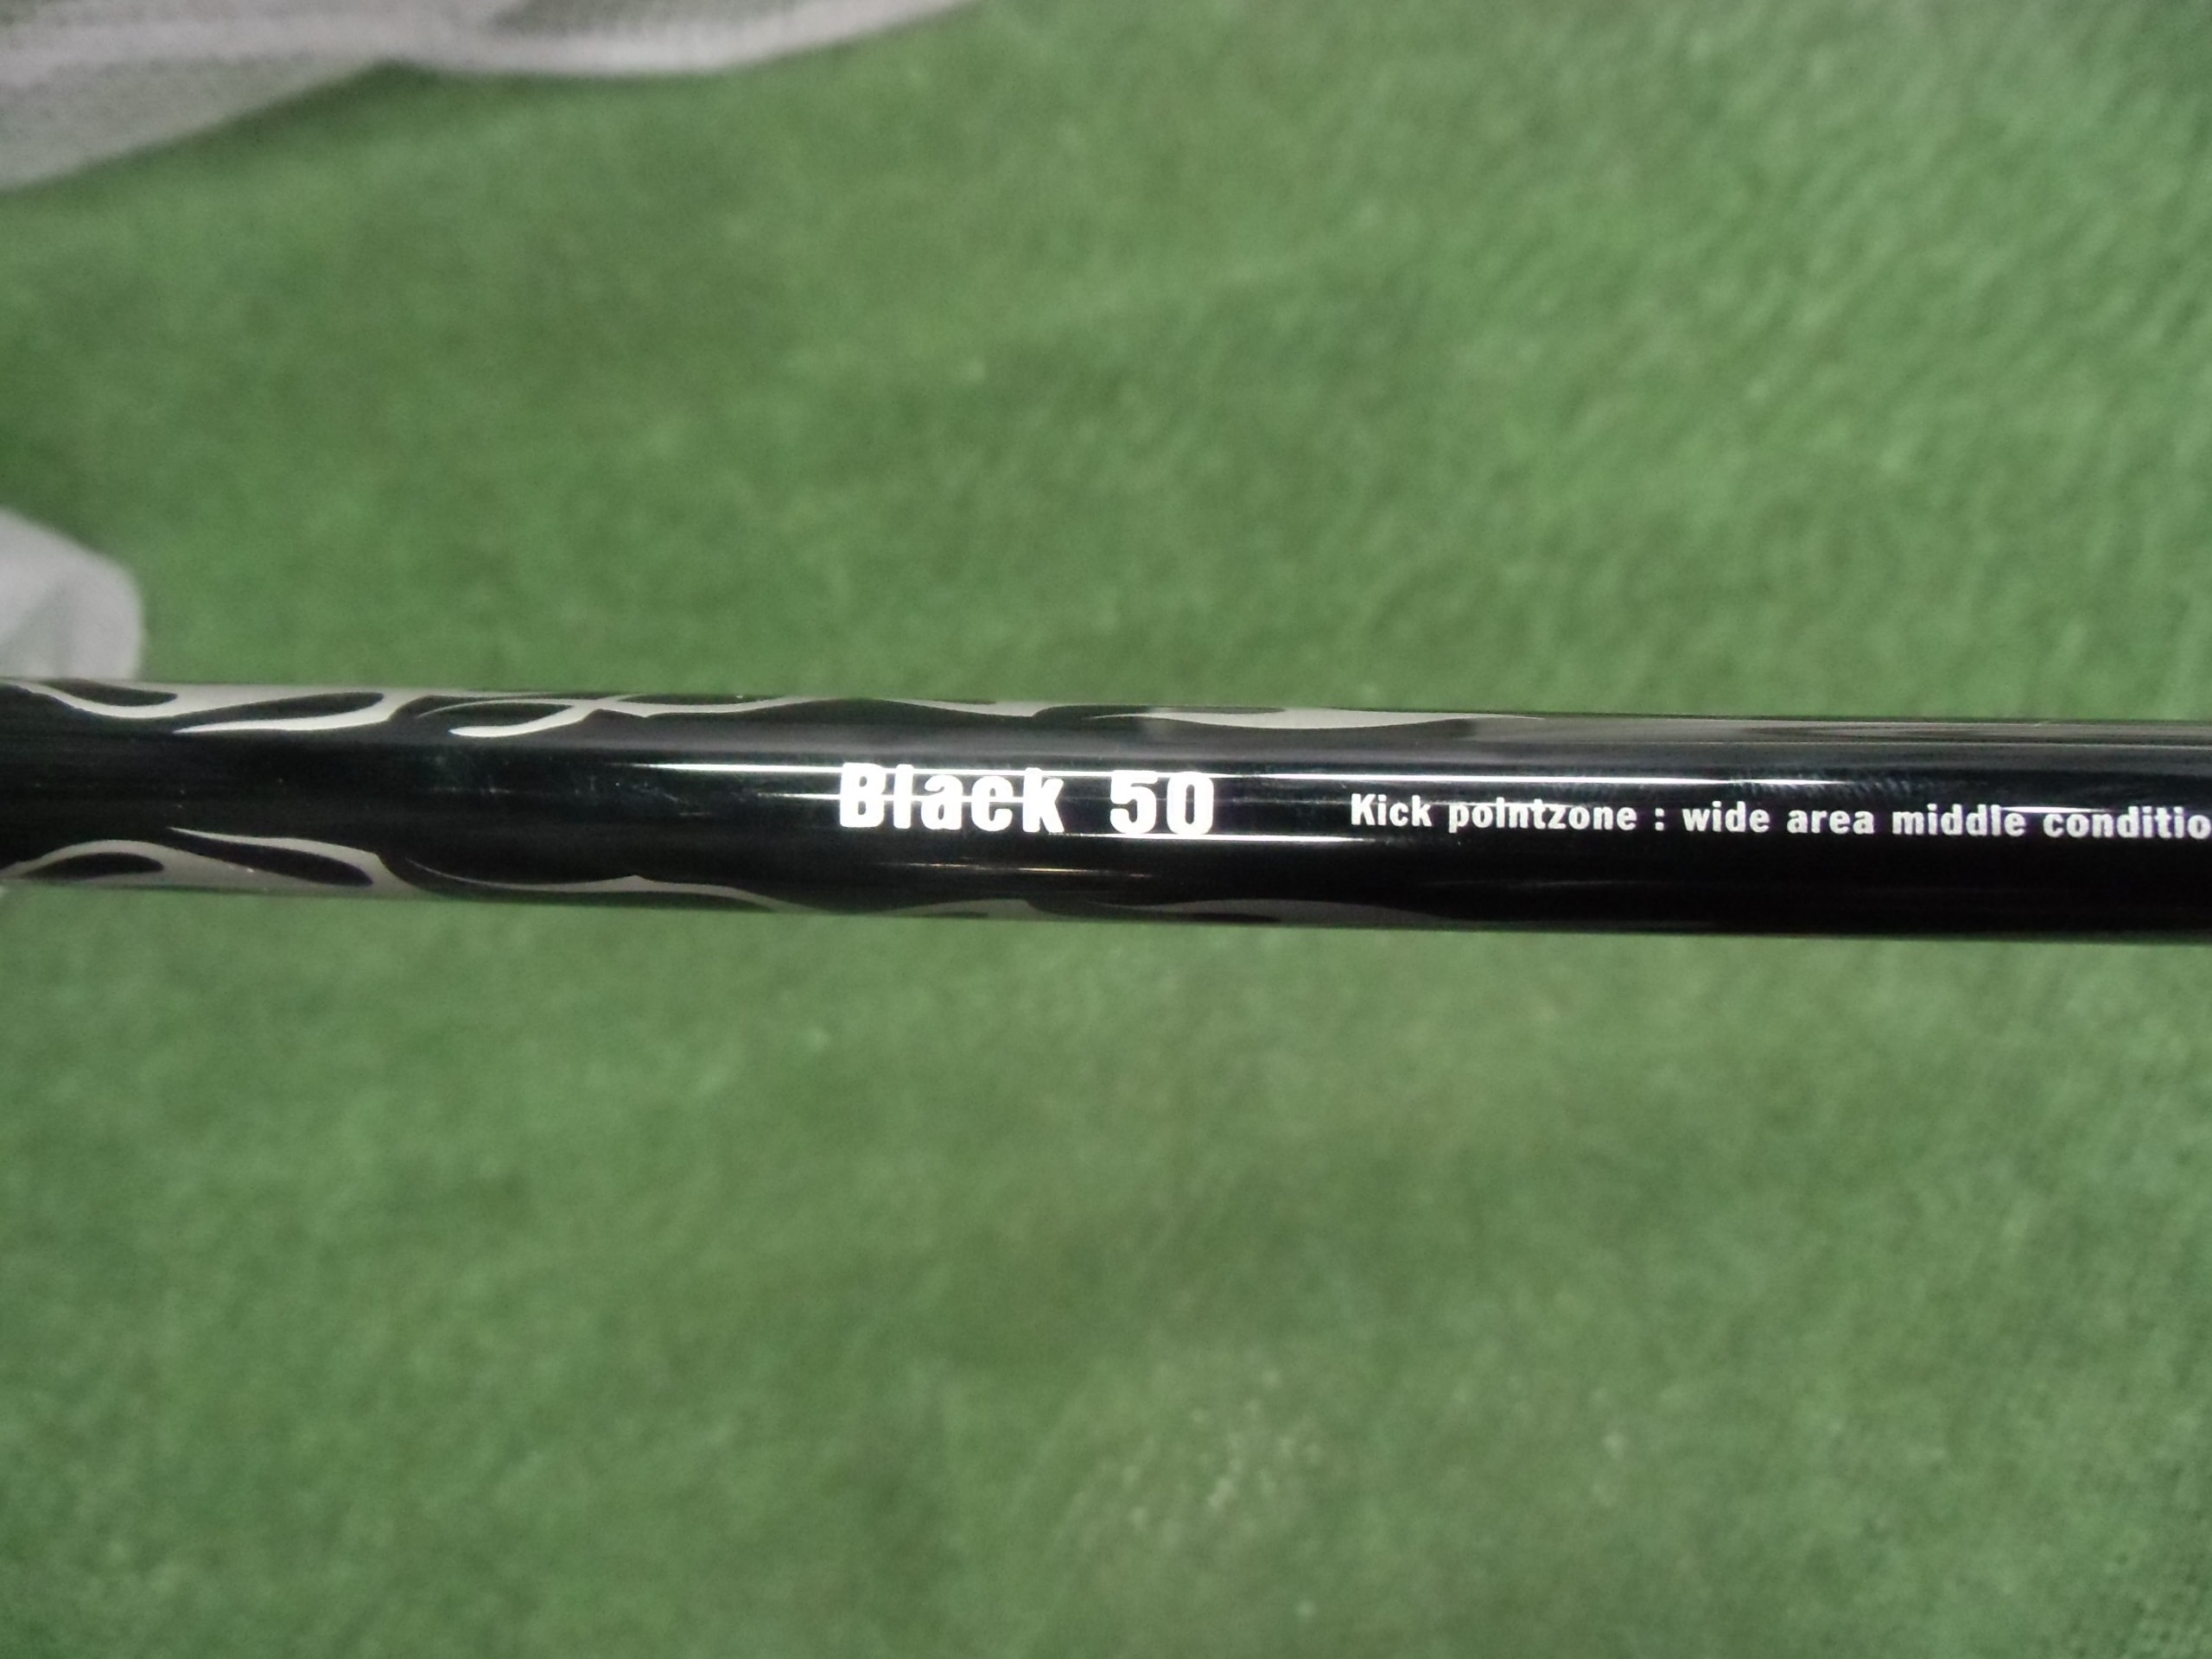 Black 50 Kick pointzone : wide area middle conditio